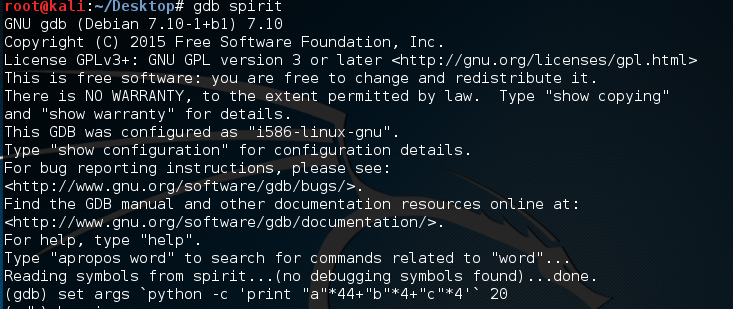 root@kali:~/Desktop# gdb spirit
GNU gdb (Debian 7.10-1+b1) 7.10
Copyright (C) 2015 Free Software Foundation, Inc.
License GPLv3+: GNU GPL version 3 or later <http://gnu.org/licenses/gpl.html>
This is free software: you are free to change and redistribute it.
There is NO WARRANTY, to the extent permitted by law.  Type "show copying"
and "show warranty" for details.
This GDB was configured as "i586-linux-gnu".
Type "show configuration" for configuration details.
For bug reporting instructions, please see:
<http://www.gnu.org/software/gdb/bugs/>.
Find the GDB manual and other documentation resources online at:
<http://www.gnu.org/software/gdb/documentation/>.
For help, type "help".
Type "apropos word" to search for commands related to "word"...
Reading symbols from spirit...(no debugging symbols found)...done.
(gdb) set args `python -c 'print "a"*44+"b"*4+"c"*4'` 20